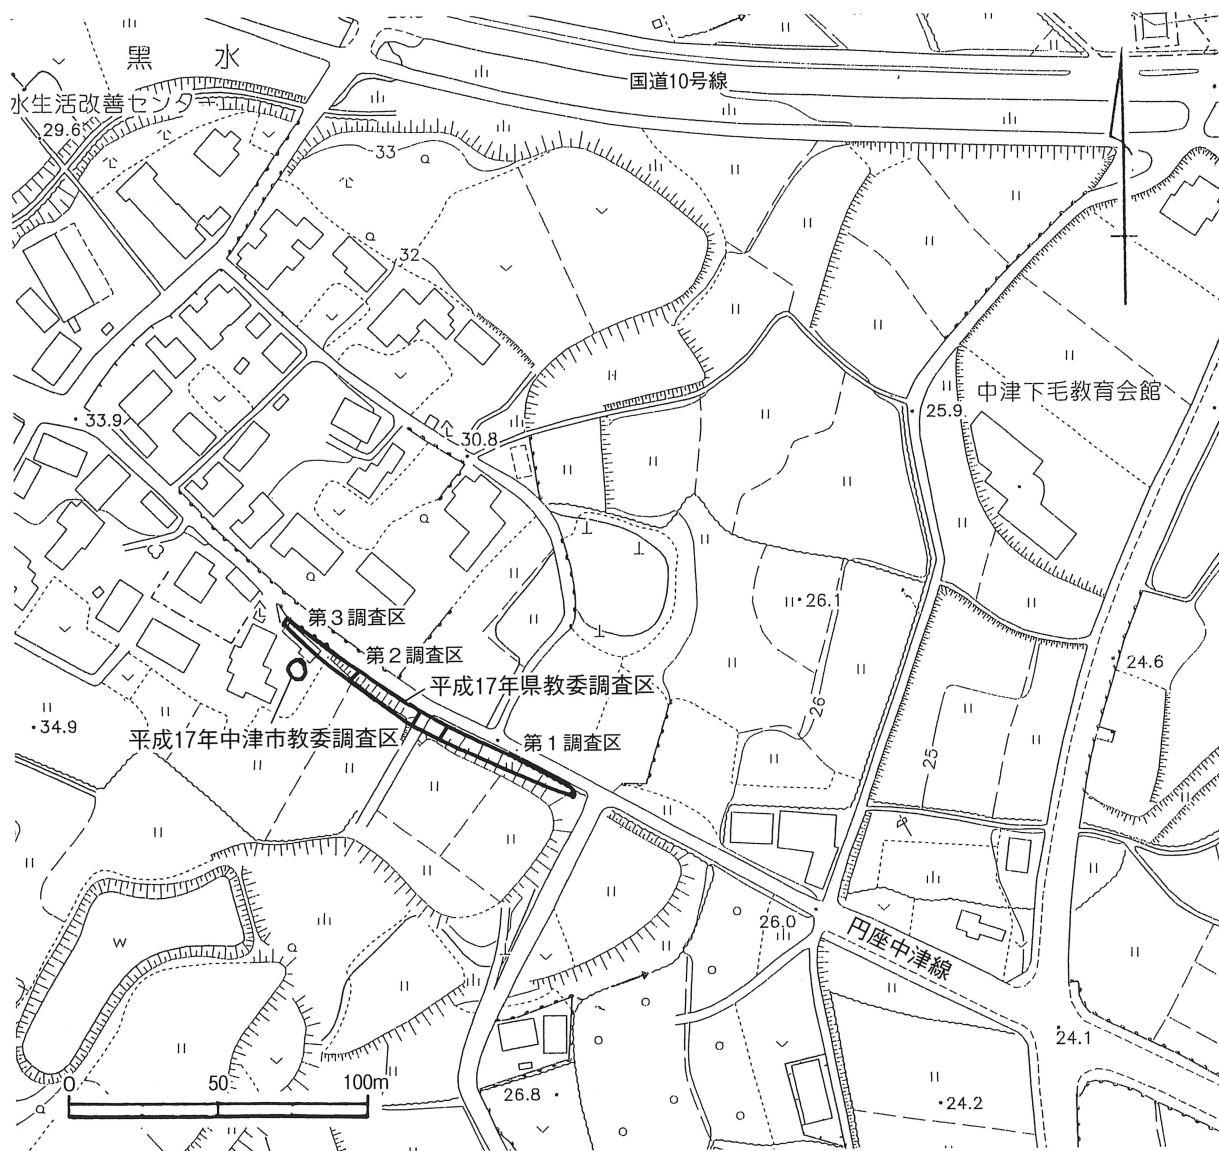 黒水
国道10号線
水生活改善センター
29.6
33
32
中津下毛教育会館
25.9
33.9
30.8
26.1
第3調査区
第2調査区
24.6
平成17年県教委調査区
26
34.9
平成17年中津市教委調査区
第1調査区
25
26.0
円座中津線
24.1
0 50 100m
26.8
24.2